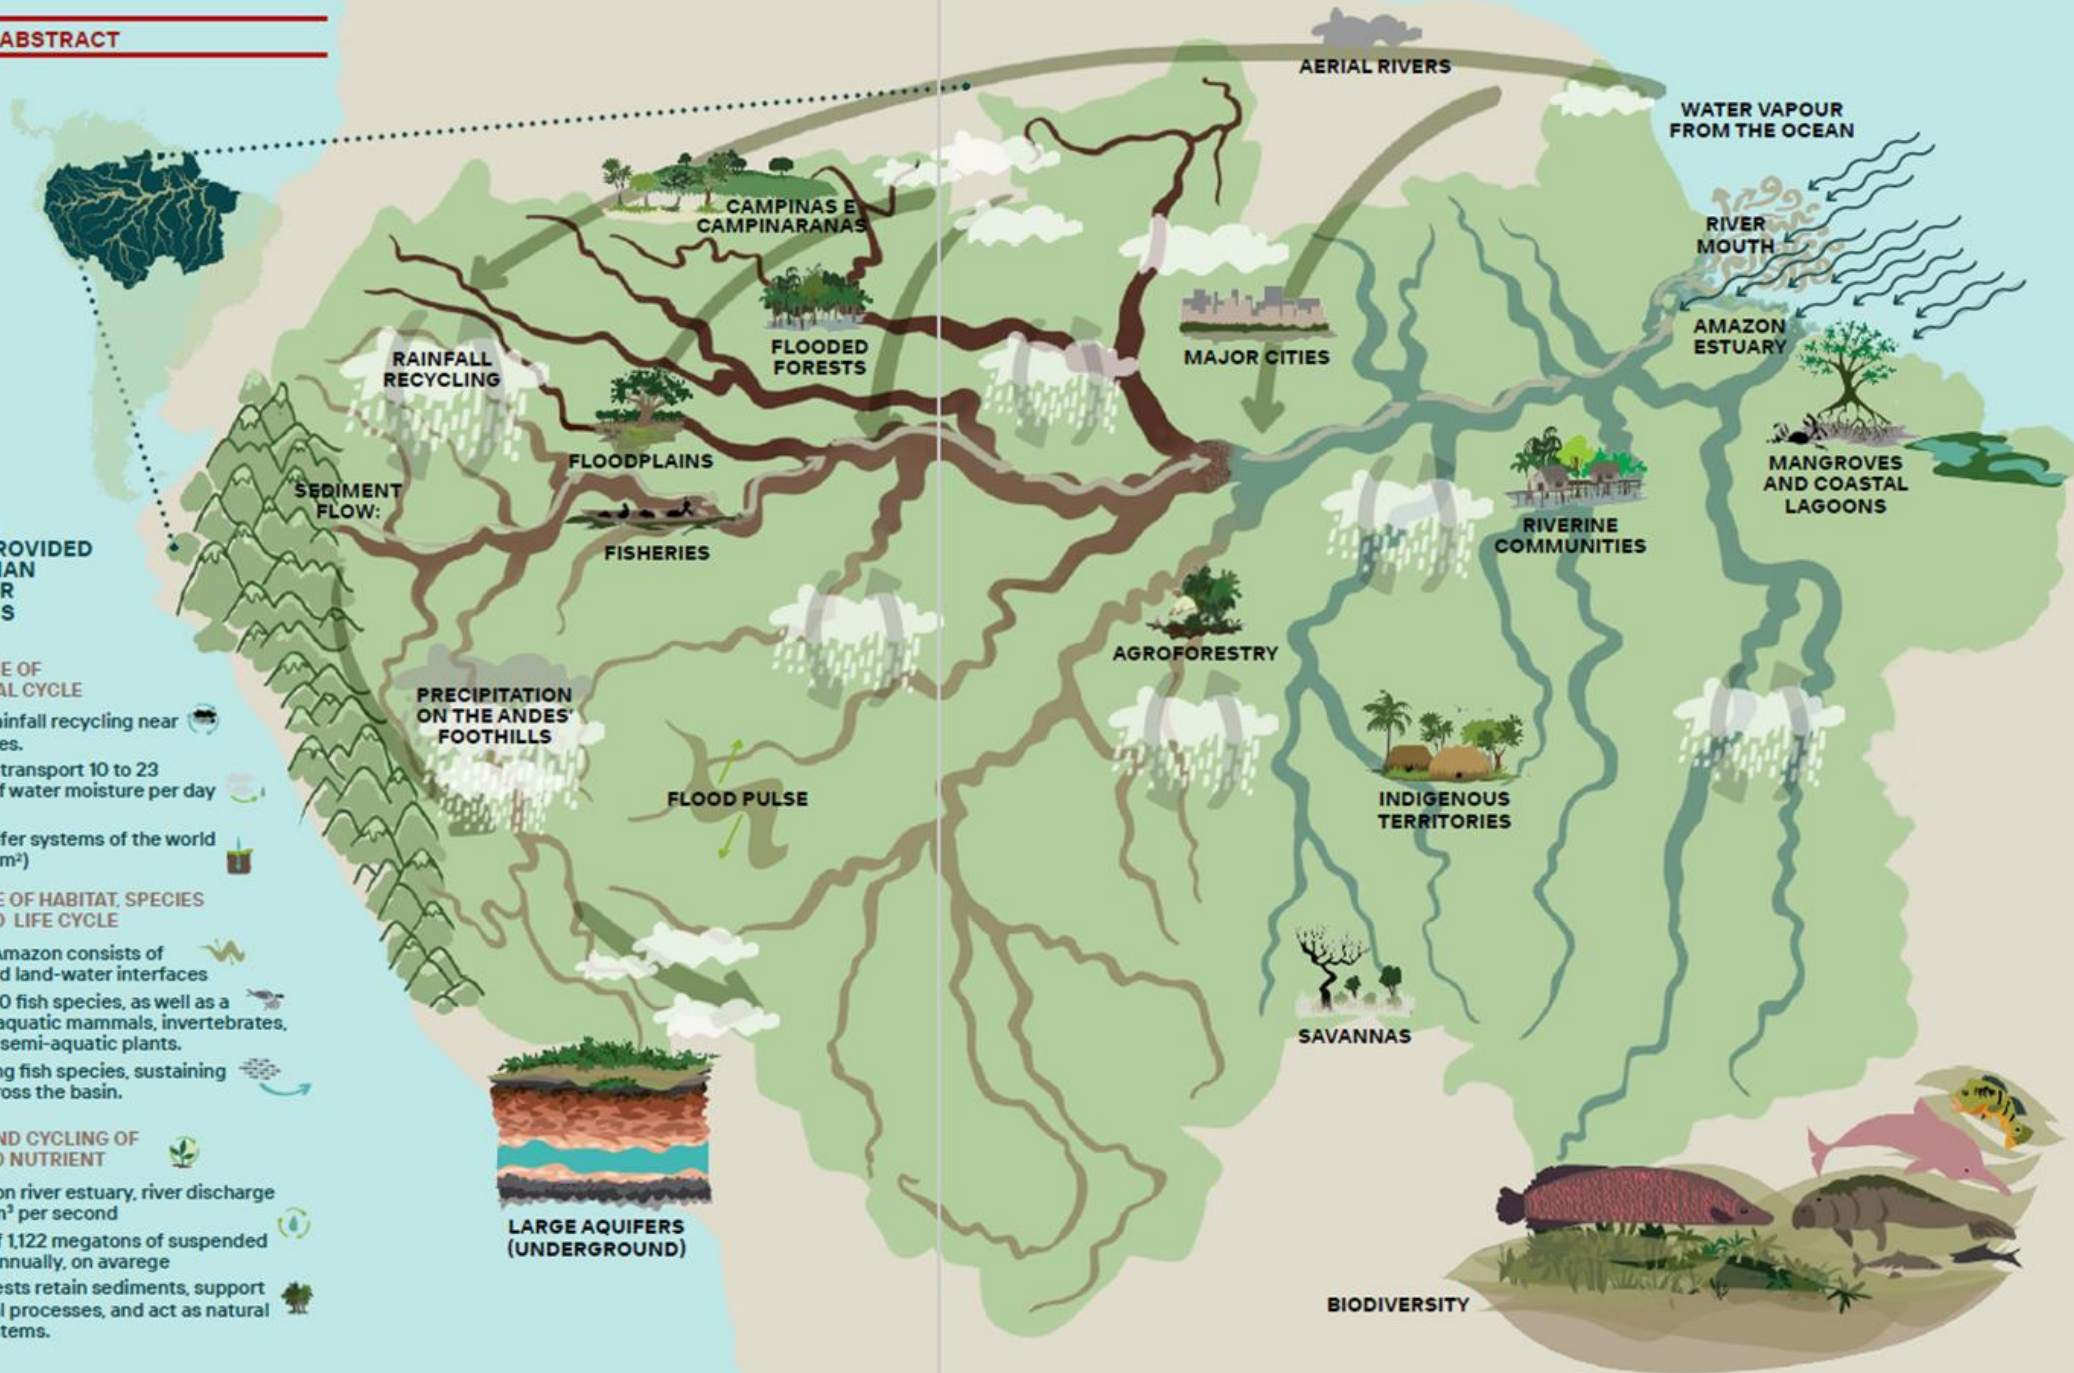 ABSTRACT
AERIAL RIVERS
WATER VAPOUR
FROM THE OCEAN
CAMPINAS E
CAMPINARANAS
RIVER
MOUTH
AMAZON
ESTUARY
RAINFALL
RECYCLING
FLOODED
FORESTS
MAJOR CITIES
FLOODPLAINS
SEDIMENT
FLOW:
FISHERIES
MANGROVES
AND COASTAL
LAGOONS
RIVERINE
COMMUNITIES
AGROFORESTRY
PRECIPITATION
ON THE ANDES'
FOOTHILLS
FLOOD PULSE
INDIGENOUS
TERRITORIES
SAVANNAS
LARGE AQUIFERS
(UNDERGROUND)
BIODIVERSITY
ROVIDED
IAN
R
S
E OF
AL CYCLE
ainfall recycling near
es.
transport 10 to 23
f water moisture per day
fer systems of the world
m²)
E OF HABITAT, SPECIES
D LIFE CYCLE
Amazon consists of
d land-water interfaces
0 fish species, as well as a
aquatic mammals, invertebrates,
semi-aquatic plants.
ng fish species, sustaining
ross the basin.
ND CYCLING OF
D NUTRIENT
on river estuary, river discharge
m³ per second
f 1,122 megatons of suspended
nnually, on avarege
ests retain sediments, support
l processes, and act as natural
tems.